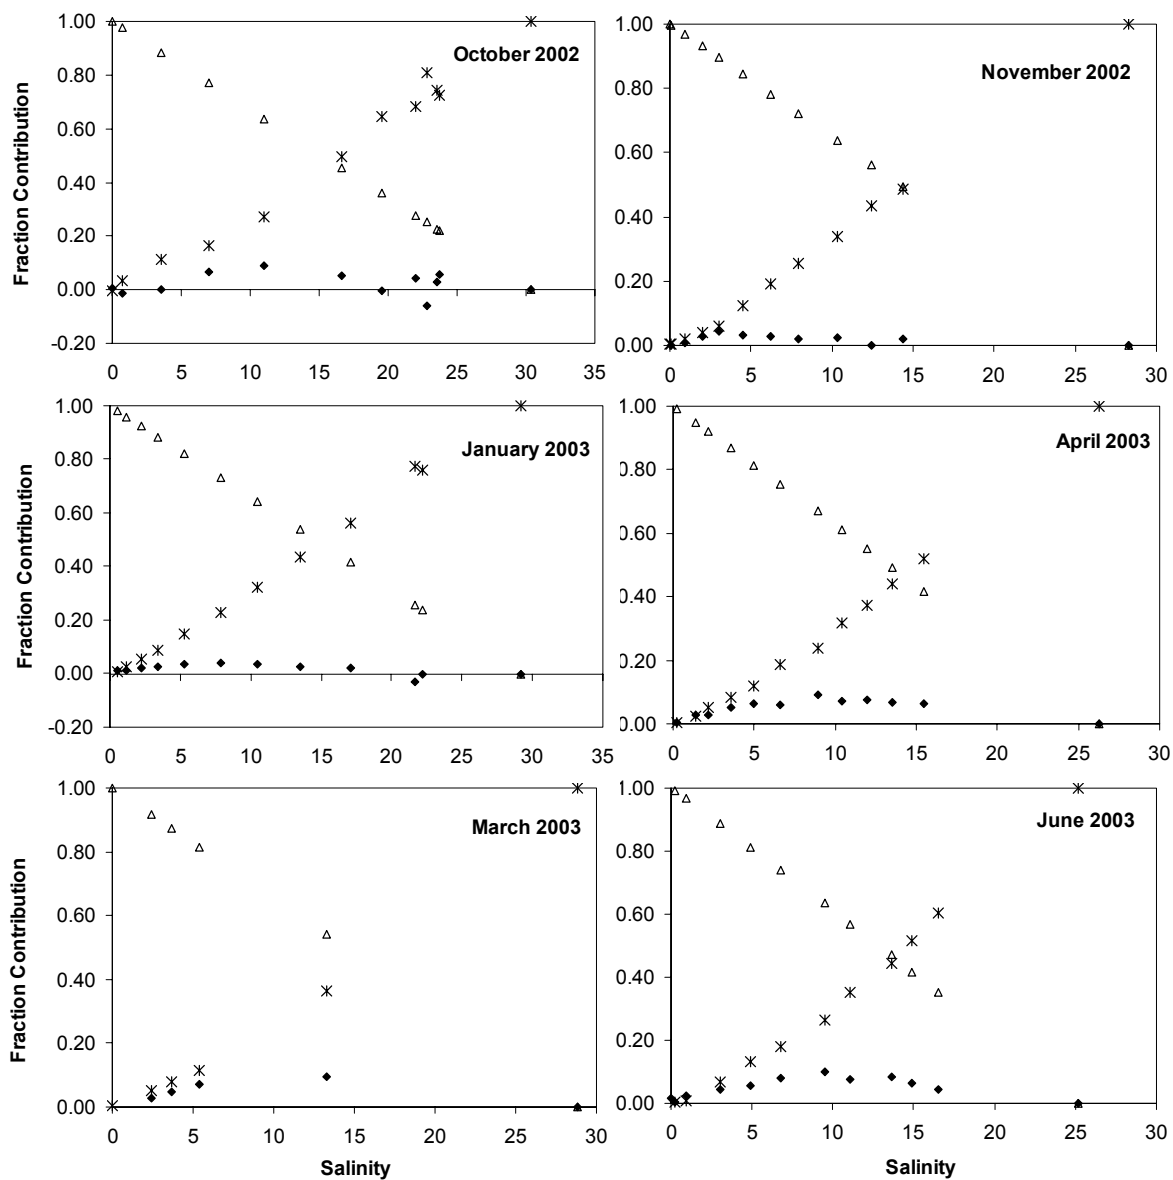 1.00
0.80
0.60
0.40
0.20
0.00
-0.20
Fraction Contribution
October 2002
0 5 10 15 20 25 30 35
1.00
0.80
0.60
0.40
0.20
0.00
November 2002
0 5 10 15 20 25 30
1.00
0.80
0.60
0.40
0.20
0.00
-0.20
Fraction Contribution
January 2003
0 5 10 15 20 25 30 35
1.00
0.80
0.60
0.40
0.20
0.00
April 2003
0 5 10 15 20 25 30
1.00
0.80
0.60
0.40
0.20
0.00
Fraction Contribution
March 2003
0 5 10 15 20 25 30
Salinity
1.00
0.80
0.60
0.40
0.20
0.00
June 2003
0 5 10 15 20 25 30
Salinity